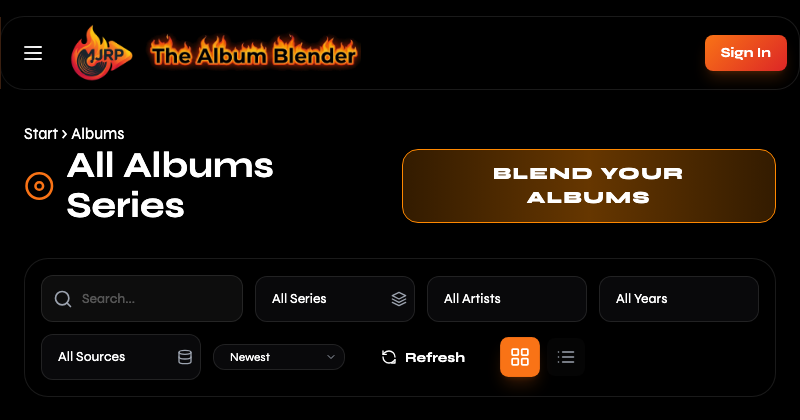 MJRP
The Album Blender
Sign In
Start › Albums
All Albums
Series
BLEND YOUR
ALBUMS
Search...
All Series
All Artists
All Years
All Sources
Newest
Refresh